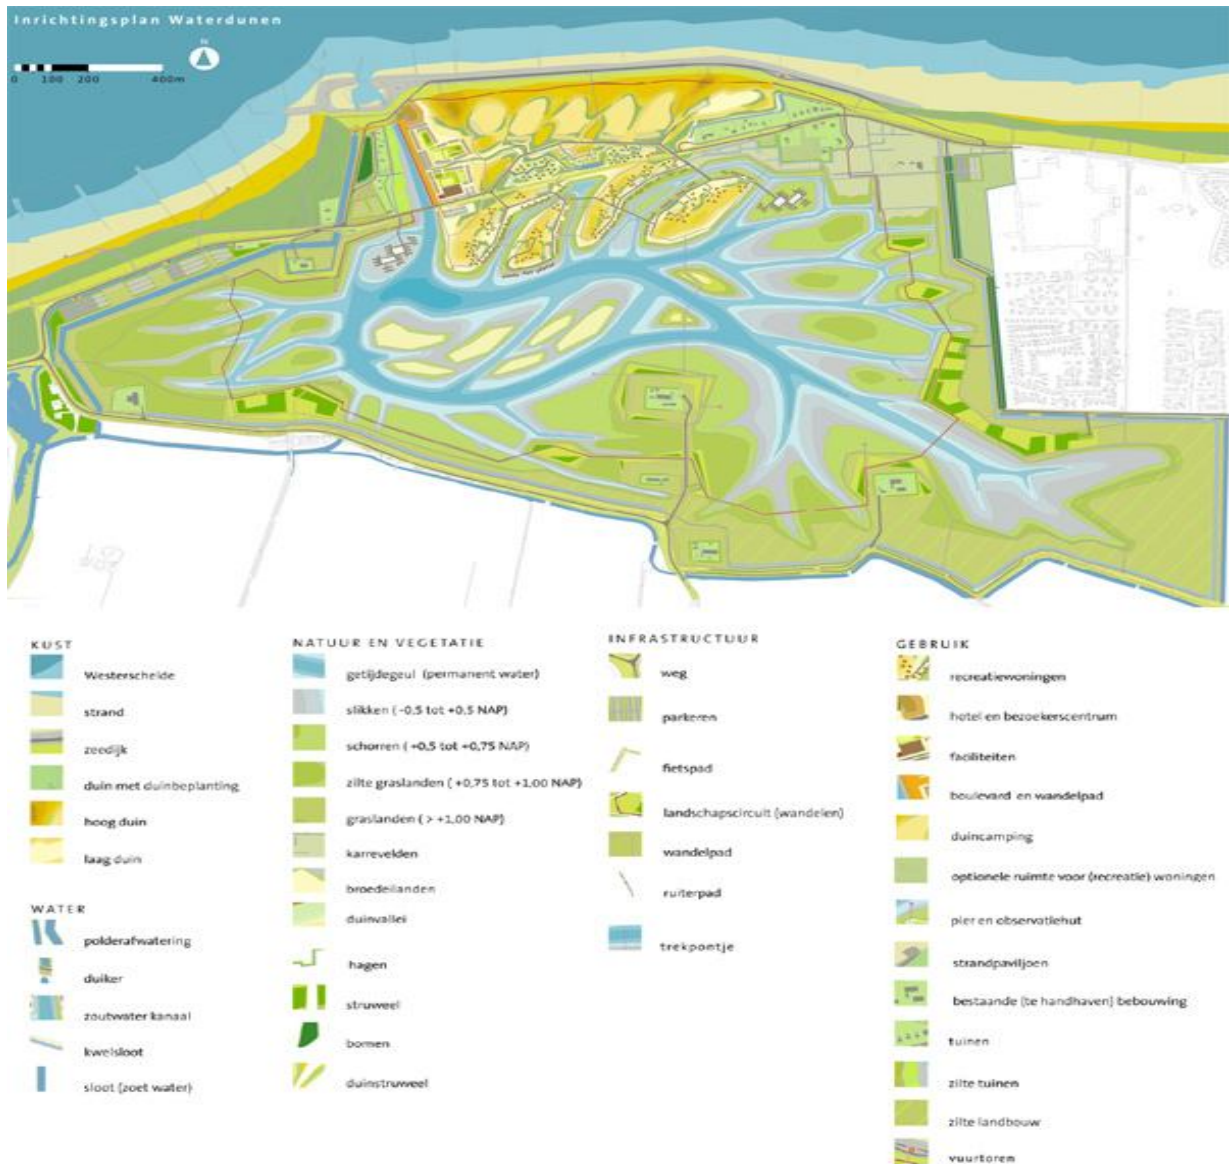 Inrichtingsplan Waterdunen
N
0 100 200 400m
KUST
Westerschelde
strand
zeedijk
duin met duinbeplanting
hoog duin
laag duin
WATER
polderafwatering
duiker
zoutwater kanaal
kwelsloot
sloot (zoet water)
NATUUR EN VEGETATIE
getijdegeul (permanent water)
slikken (-0,5 tot +0,5 NAP)
schorren (+0,5 tot +0,75 NAP)
zilte graslanden (+0,75 tot +1,00 NAP)
graslanden (> +1,00 NAP)
karrevelden
broedeilanden
duinvallei
hagen
struweel
bomen
duinstruweel
INFRASTRUCTUUR
weg
parkeren
fietspad
landschapscircuit (wandelen)
wandelpad
ruiterpad
trekpontje
GEBRUIK
recreatiewoningen
hotel en bezoekerscentrum
faciliteiten
boulevard en wandelpad
duincamping
optionele ruimte voor (recreatie) woningen
pier en observatiehut
strandpaviljoen
bestaande (te handhaven) bebouwing
tuinen
zilte tuinen
zilte landbouw
vuurtoren